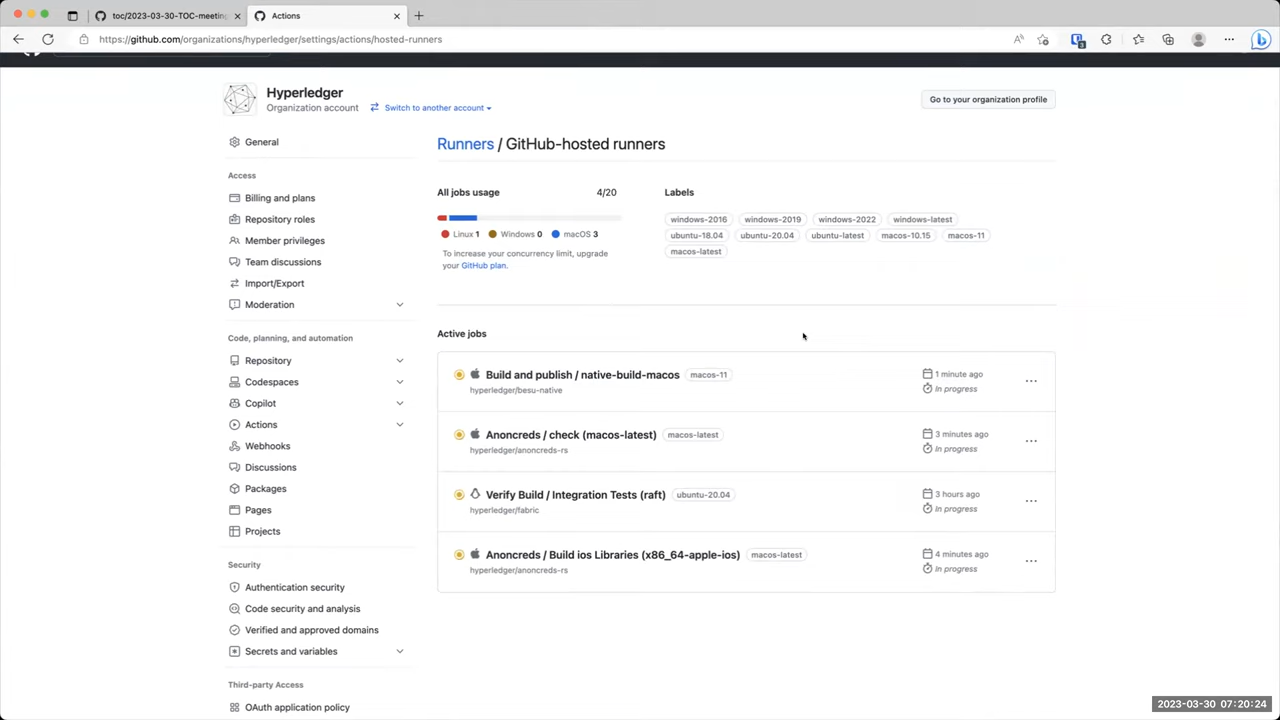 toc/2023-03-30-TOC-meeting
Actions
https://github.com/organizations/hyperledger/settings/actions/hosted-runners
Hyperledger
Organization account
Switch to another account
Go to your organization profile
General
Access
Billing and plans
Repository roles
Member privileges
Team discussions
Import/Export
Moderation
Code, planning, and automation
Repository
Codespaces
Copilot
Actions
Webhooks
Discussions
Packages
Pages
Projects
Security
Authentication security
Code security and analysis
Verified and approved domains
Secrets and variables
Third-party Access
OAuth application policy
Runners / GitHub-hosted runners
All jobs usage 4/20
Linux 1 Windows 0 macOS 3
To increase your concurrency limit, upgrade
your GitHub plan.
Labels
windows-2016 windows-2019 windows-2022 windows-latest
ubuntu-18.04 ubuntu-20.04 ubuntu-latest macos-10.15 macos-11
macos-latest
Active jobs
Build and publish / native-build-macos macos-11
hyperledger/besu-native
1 minute ago
In progress
Anoncreds / check (macos-latest) macos-latest
hyperledger/anoncreds-rs
3 minutes ago
In progress
Verify Build / Integration Tests (raft) ubuntu-20.04
hyperledger/fabric
3 hours ago
In progress
Anoncreds / Build ios Libraries (x86_64-apple-ios) macos-latest
hyperledger/anoncreds-rs
4 minutes ago
In progress
2023-03-30 07:20:24